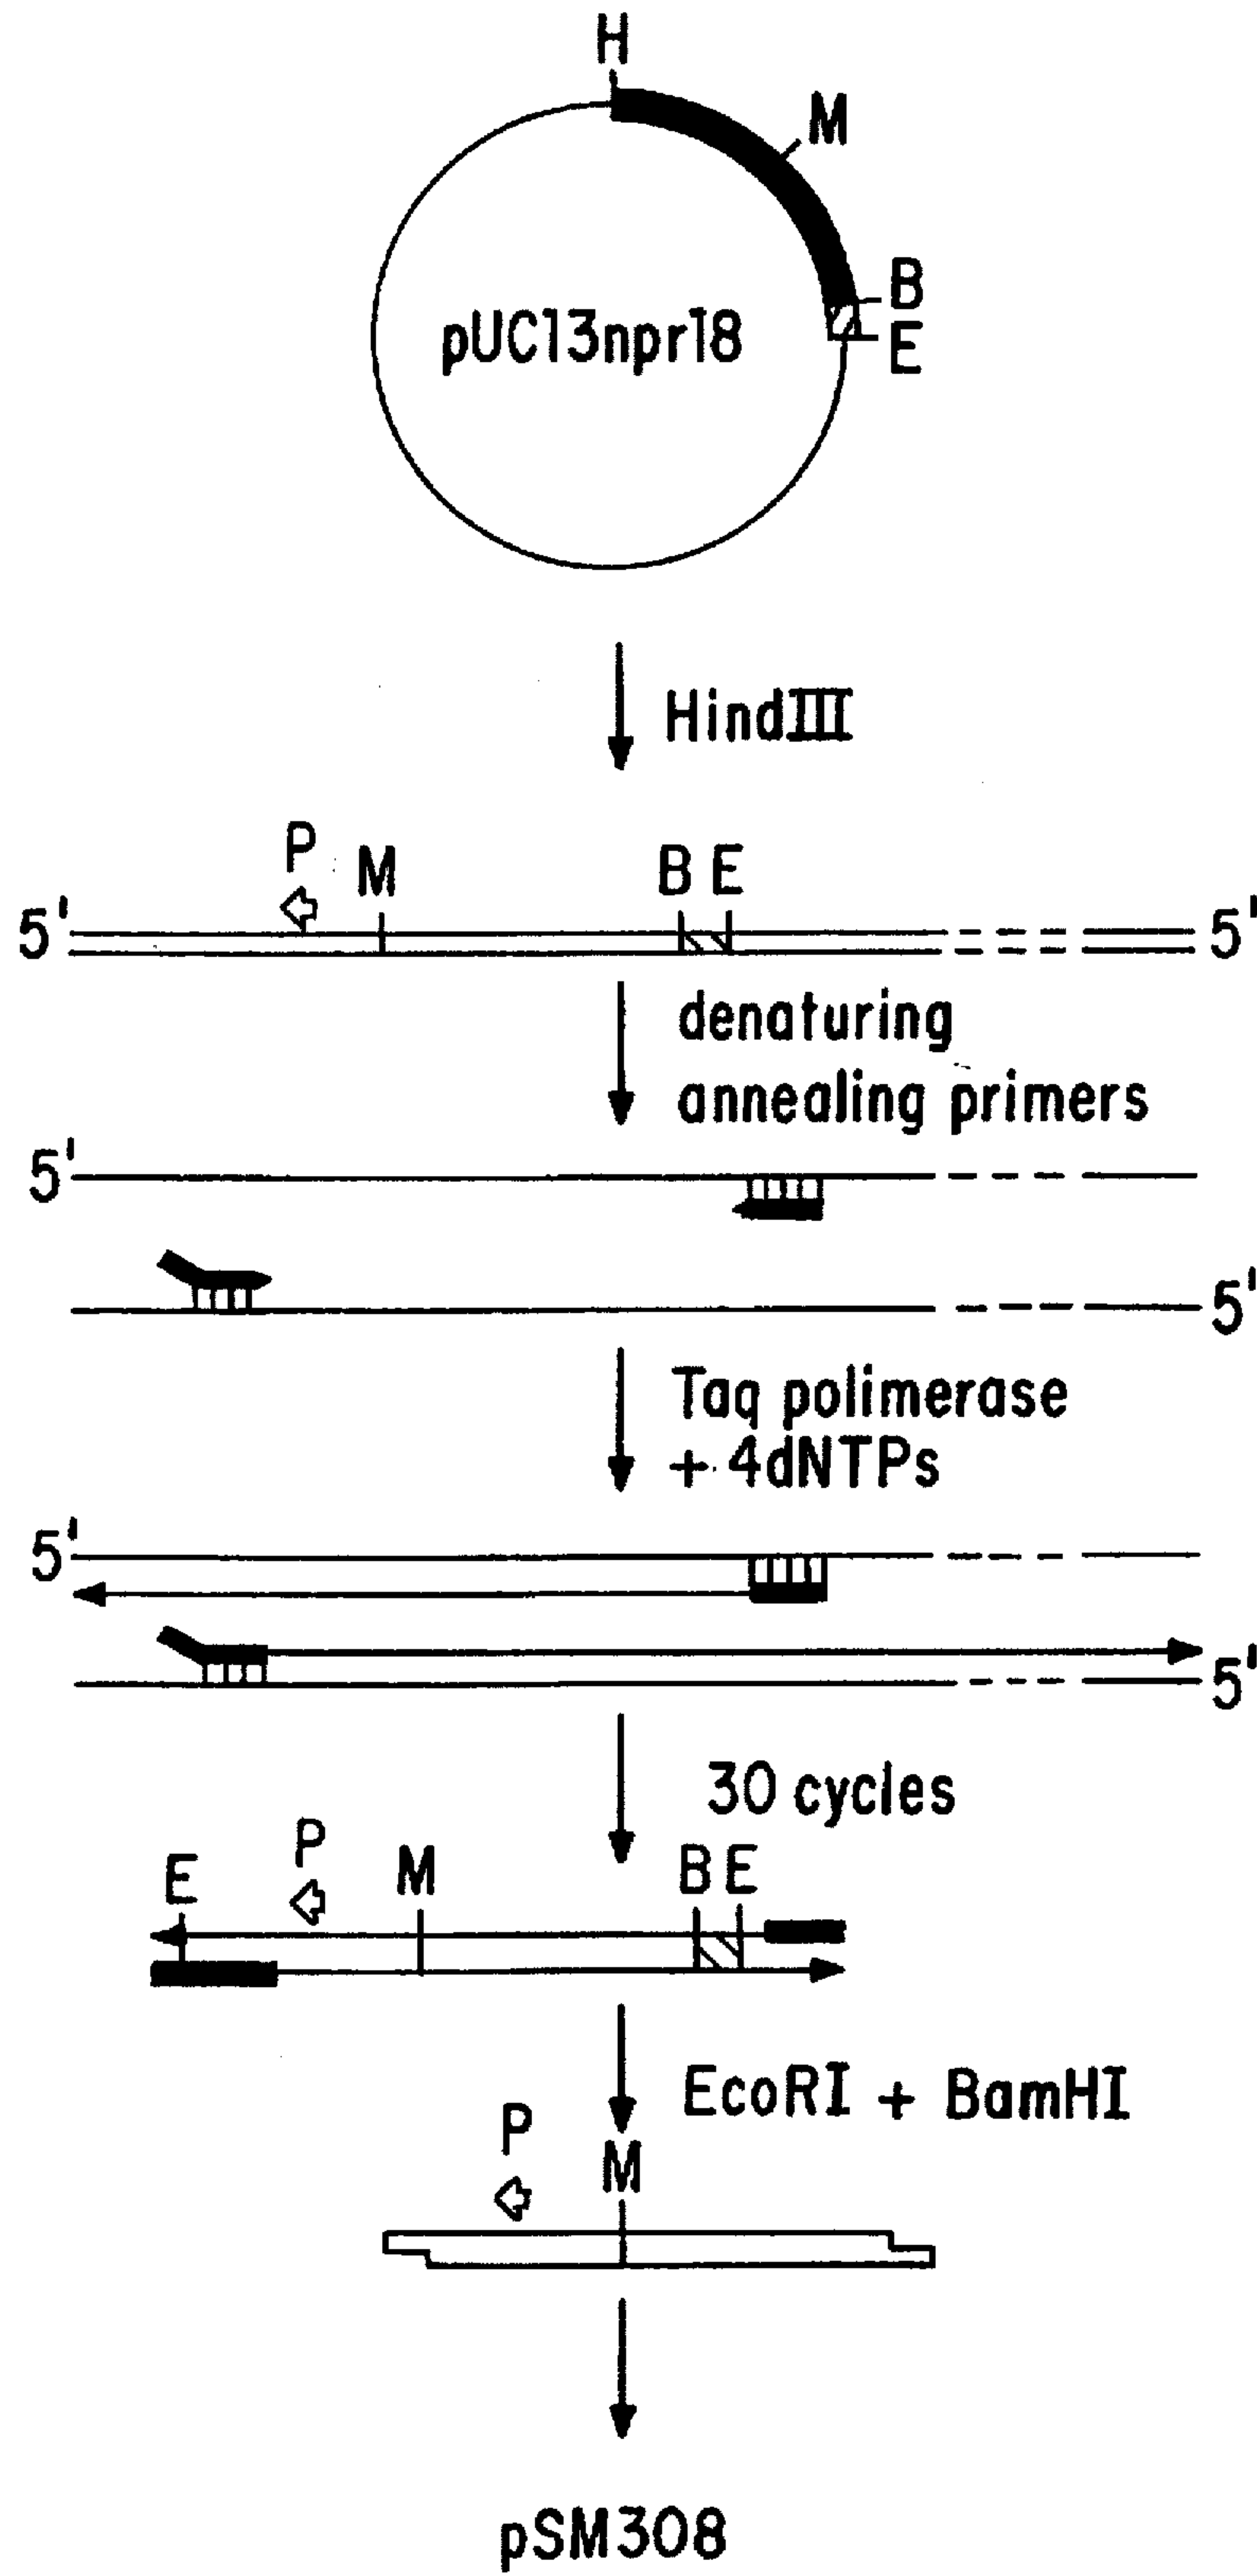 H
M
B
E
pUC13npr18
HindIII
P
M
B E
5' 5'
denaturing
annealing primers
5'
5'
Taq polimerase
+ 4dNTPs
5'
5'
30 cycles
E P M B E
EcoRI + BamHI
P
M
pSM308